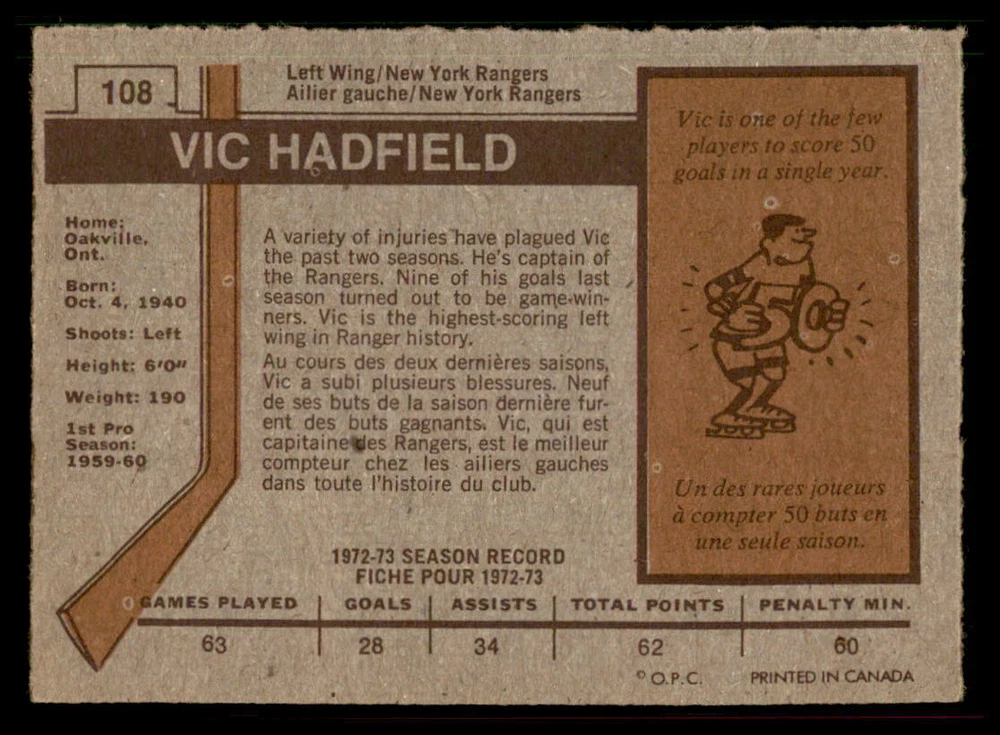 108
Left Wing/New York Rangers
Ailier gauche/New York Rangers
VIC HADFIELD
Home:
Oakville,
Ont.
Born:
Oct. 4, 1940
Shoots: Left
Height: 6'0"
Weight: 190
1st Pro
Season:
1959-60
A variety of injuries have plagued Vic
the past two seasons. He's captain of
the Rangers. Nine of his goals last
season turned out to be game-win-
ners. Vic is the highest-scoring left
wing in Ranger history.
Au cours des deux dernières saisons,
Vic a subi plusieurs blessures. Neuf
de ses buts de la saison dernière fur-
ent des buts gagnants. Vic, qui est
capitaine des Rangers, est le meilleur
compteur chez les ailiers gauches
dans toute l'histoire du club.
Vic is one of the few
players to score 50
goals in a single year.
50
Un des rares joueurs
à compter 50 buts en
une seule saison.
1972-73 SEASON RECORD
FICHE POUR 1972-73
GAMES PLAYED GOALS ASSISTS TOTAL POINTS PENALTY MIN.
63 28 34 62 60
© O.P.C. PRINTED IN CANADA